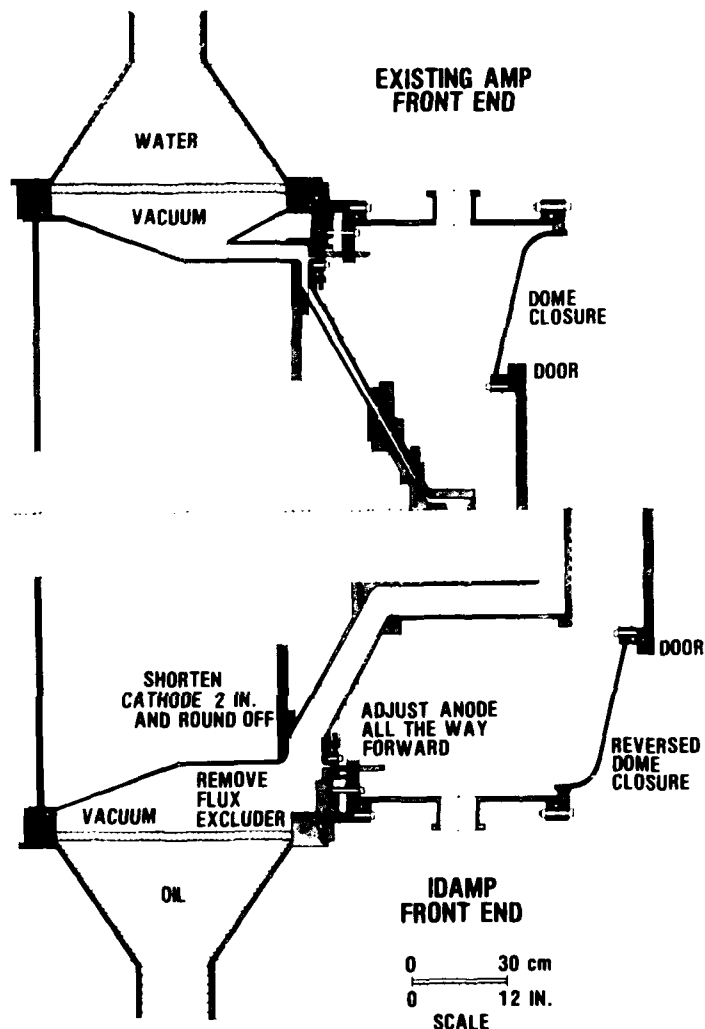 EXISTING AMP
FRONT END
WATER
VACUUM
DOME
CLOSURE
DOOR
SHORTEN
CATHODE 2 IN.
AND ROUND OFF
ADJUST ANODE
ALL THE WAY
FORWARD
DOOR
REMOVE
FLUX
EXCLUDER
REVERSED
DOME
CLOSURE
VACUUM
OIL
IDAMP
FRONT END
0 30 cm
0 12 IN.
SCALE